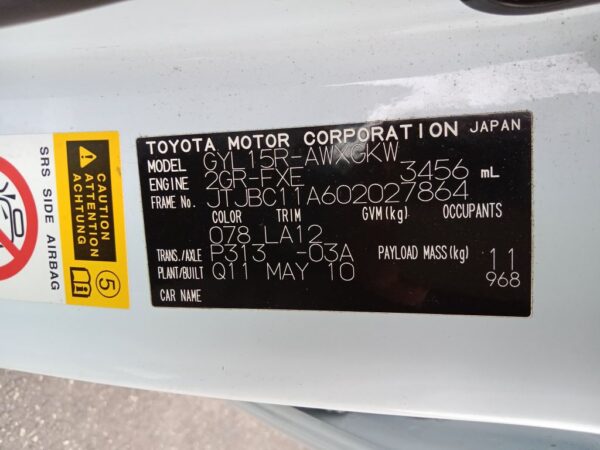 TOYOTA MOTOR CORPORATION JAPAN
MODEL GYL15R-AWXGKW
ENGINE 2GR-FXE 3456 mL
FRAME No. JTJBC11A602027864
COLOR TRIM GVM(kg) OCCUPANTS
078 LA12
TRANS./AXLE P313 -03A PAYLOAD MASS(kg) 11
PLANT/BUILT Q11 MAY 10 968
CAR NAME
CAUTION
ATTENTION
ACHTUNG
5
SRS SIDE AIRBAG